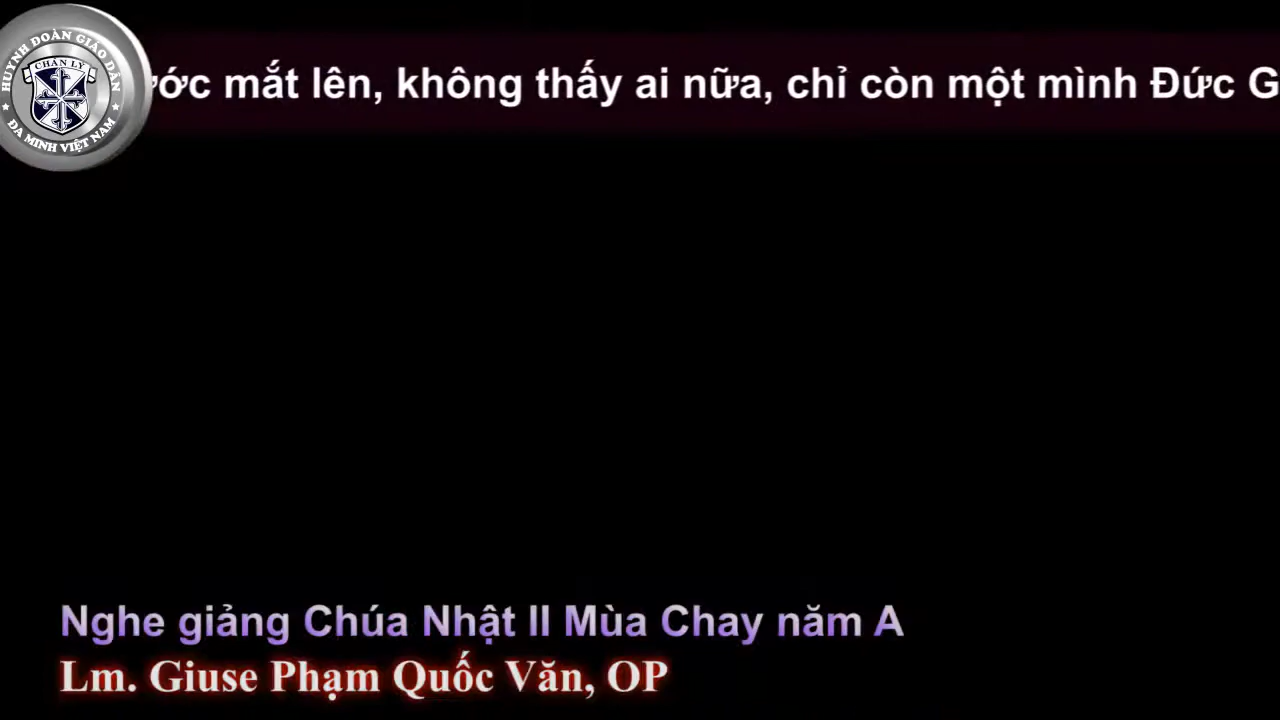 HUYNH ĐOÀN GIÁO DÂN
CHÂN LÝ
ĐA MINH VIỆT NAM
mắt lên, không thấy ai nữa, chỉ còn một mình Đức
Nghe giảng Chúa Nhật II Mùa Chay năm A
Lm. Giuse Phạm Quốc Văn, OP